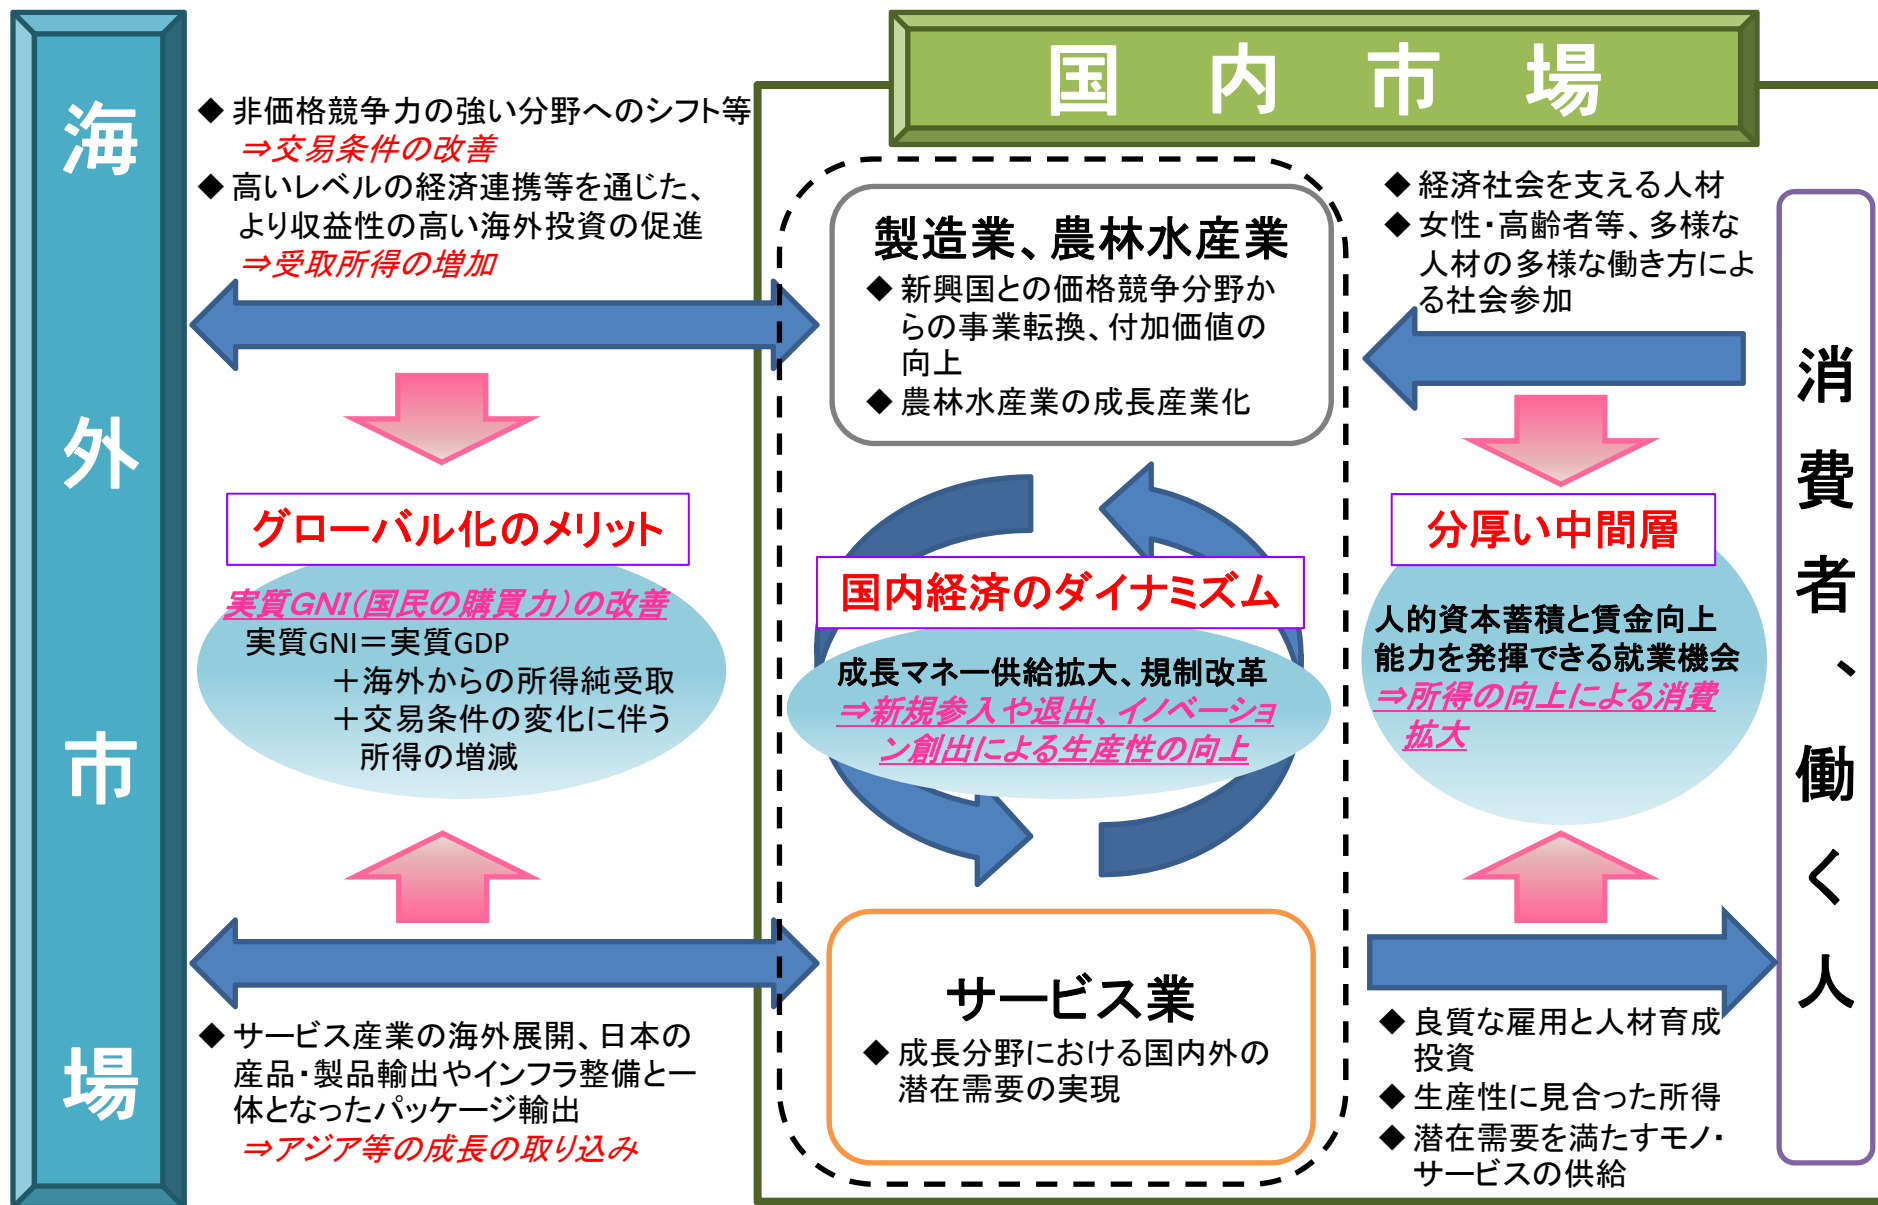 海外市場
国内市場
◆ 非価格競争力の強い分野へのシフト等
⇒交易条件の改善
◆ 高いレベルの経済連携等を通じた、
より収益性の高い海外投資の促進
⇒受取所得の増加
グローバル化のメリット
実質GNI(国民の購買力)の改善
実質GNI＝実質GDP
＋海外からの所得純受取
＋交易条件の変化に伴う
所得の増減
◆ サービス産業の海外展開、日本の
産品・製品輸出やインフラ整備と一
体となったパッケージ輸出
⇒アジア等の成長の取り込み
製造業、農林水産業
◆ 新興国との価格競争分野か
らの事業転換、付加価値の
向上
◆ 農林水産業の成長産業化
国内経済のダイナミズム
成長マネー供給拡大、規制改革
⇒新規参入や退出、イノベーショ
ン創出による生産性の向上
サービス業
◆ 成長分野における国内外の
潜在需要の実現
◆ 経済社会を支える人材
◆ 女性・高齢者等、多様な
人材の多様な働き方によ
る社会参加
分厚い中間層
人的資本蓄積と賃金向上
能力を発揮できる就業機会
⇒所得の向上による消費
拡大
◆ 良質な雇用と人材育成
投資
◆ 生産性に見合った所得
◆ 潜在需要を満たすモノ・
サービスの供給
消費者、働く人